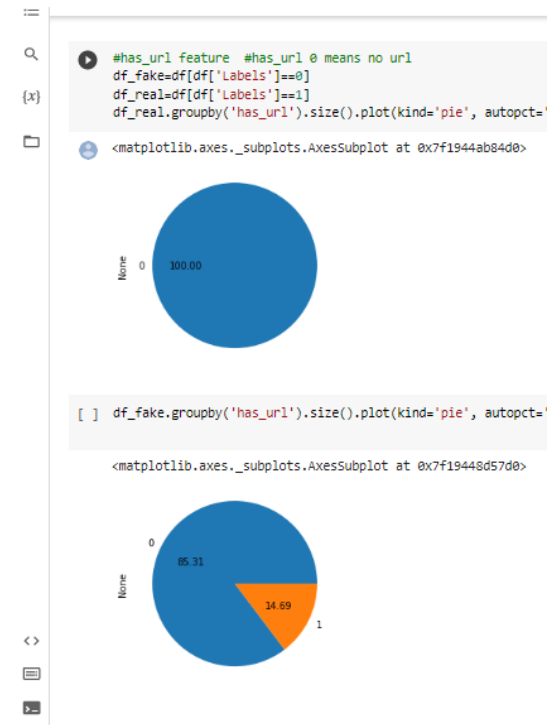 {x}
#has_url feature  #has_url 0 means no url
df_fake=df[df['Labels']==0]
df_real=df[df['Labels']==1]
df_real.groupby('has_url').size().plot(kind='pie', autopct='
<matplotlib.axes._subplots.AxesSubplot at 0x7f1944ab84d0>
None
0
100.00
[ ] df_fake.groupby('has_url').size().plot(kind='pie', autopct='
<matplotlib.axes._subplots.AxesSubplot at 0x7f19448d57d0>
0
85.31
None
14.69
1